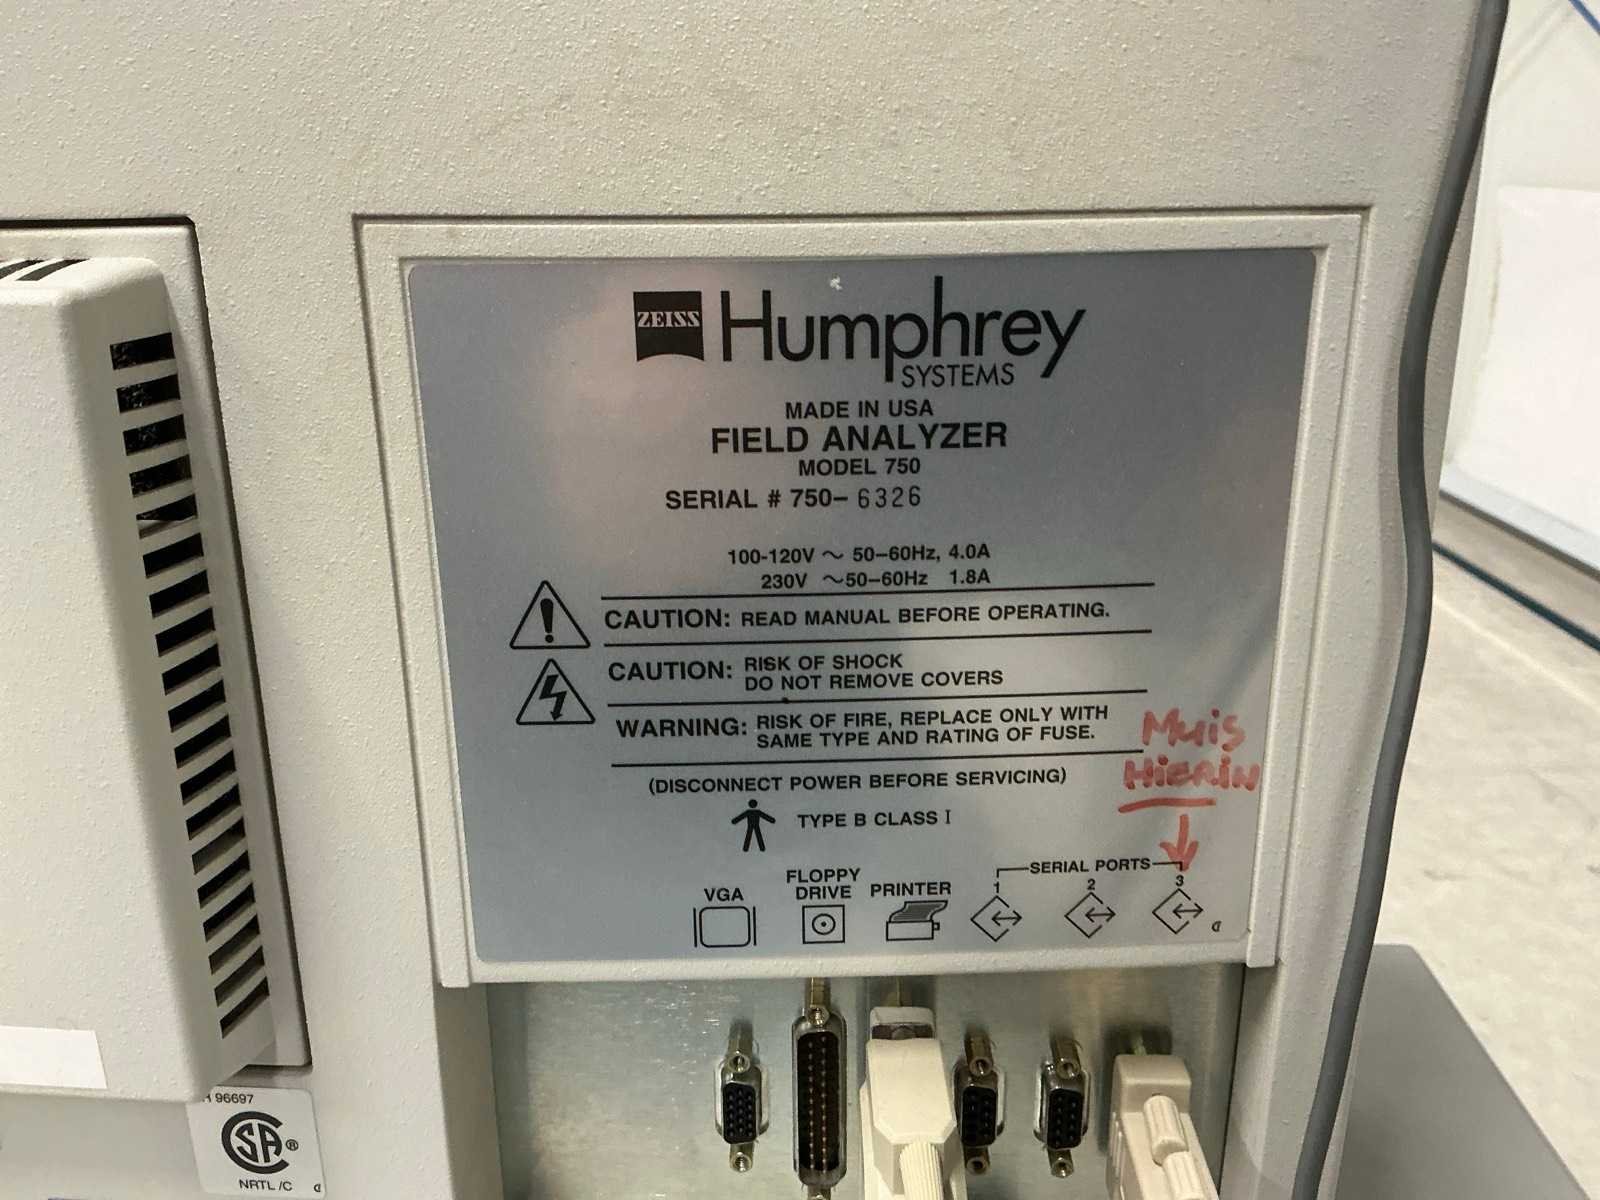 ZEISS Humphrey
SYSTEMS
MADE IN USA
FIELD ANALYZER
MODEL 750
SERIAL # 750- 6326
100-120V ~ 50-60Hz, 4.0A
230V ~50-60Hz 1.8A
CAUTION: READ MANUAL BEFORE OPERATING.
CAUTION: RISK OF SHOCK
DO NOT REMOVE COVERS
WARNING: RISK OF FIRE, REPLACE ONLY WITH
SAME TYPE AND RATING OF FUSE.
(DISCONNECT POWER BEFORE SERVICING)
TYPE B CLASS I
Muis
HiERIN
VGA
FLOPPY
DRIVE
PRINTER
SERIAL PORTS
1 2 3
96697
CSA ®
NRTL/C